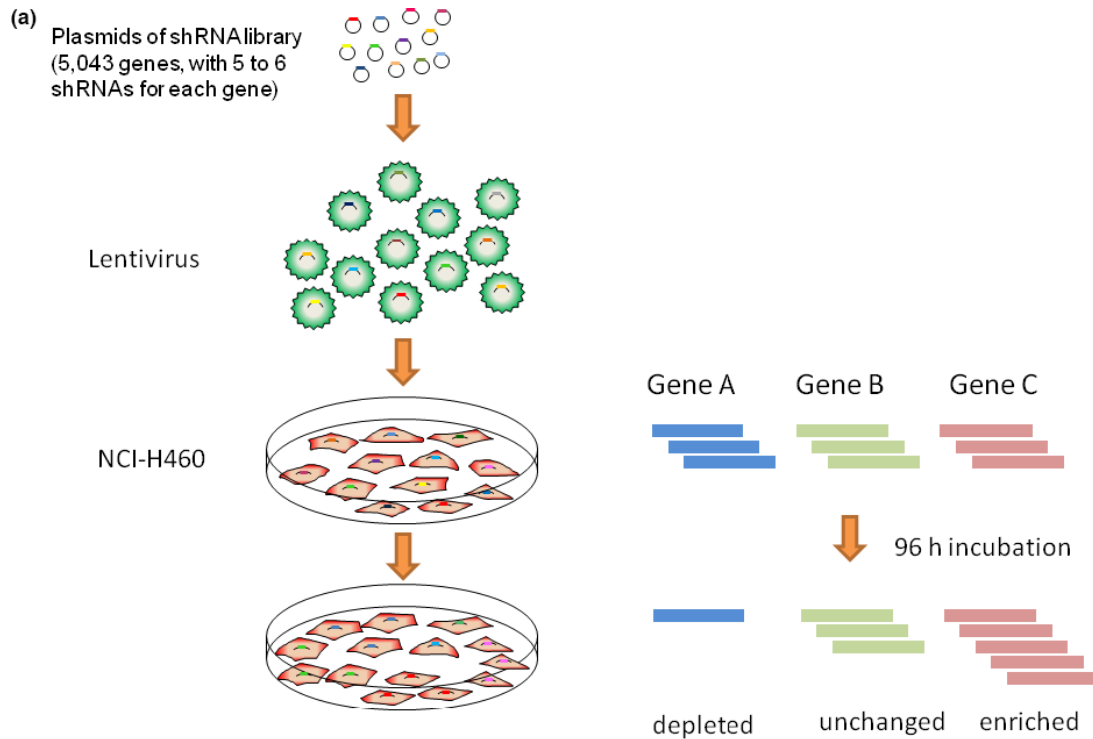 (a)
Plasmids of shRNA library
(5,043 genes, with 5 to 6
shRNAs for each gene)
Lentivirus
NCI-H460
Gene A
Gene B
Gene C
96 h incubation
depleted
unchanged
enriched